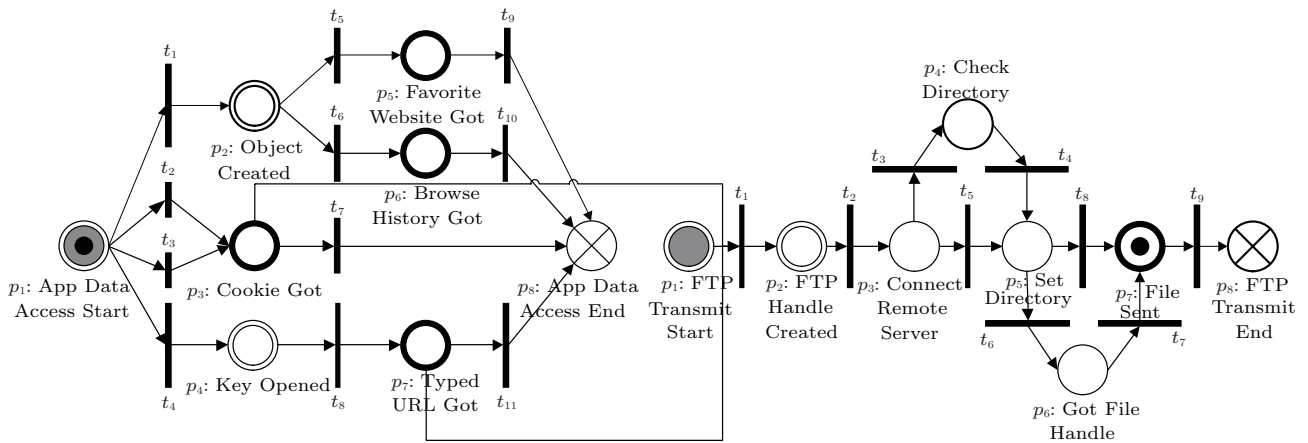 t₁
t₂
t₃
t₄
p₁: App Data
Access Start
p₂: Object
Created
p₃: Cookie Got
p₄: Key Opened
t₅
t₆
t₇
t₈
p₅: Favorite
Website Got
p₆: Browse
History Got
p₇: Typed
URL Got
t₉
t₁₀
t₁₁
p₈: App Data
Access End
p₁: FTP
Transmit
Start
t₁
p₂: FTP
Handle
Created
t₂
p₃: Connect
Remote
Server
t₃
p₄: Check
Directory
t₄
t₅
p₅: Set
Directory
t₆
p₆: Got File
Handle
t₇
t₈
p₇: File
Sent
t₉
p₈: FTP
Transmit
End